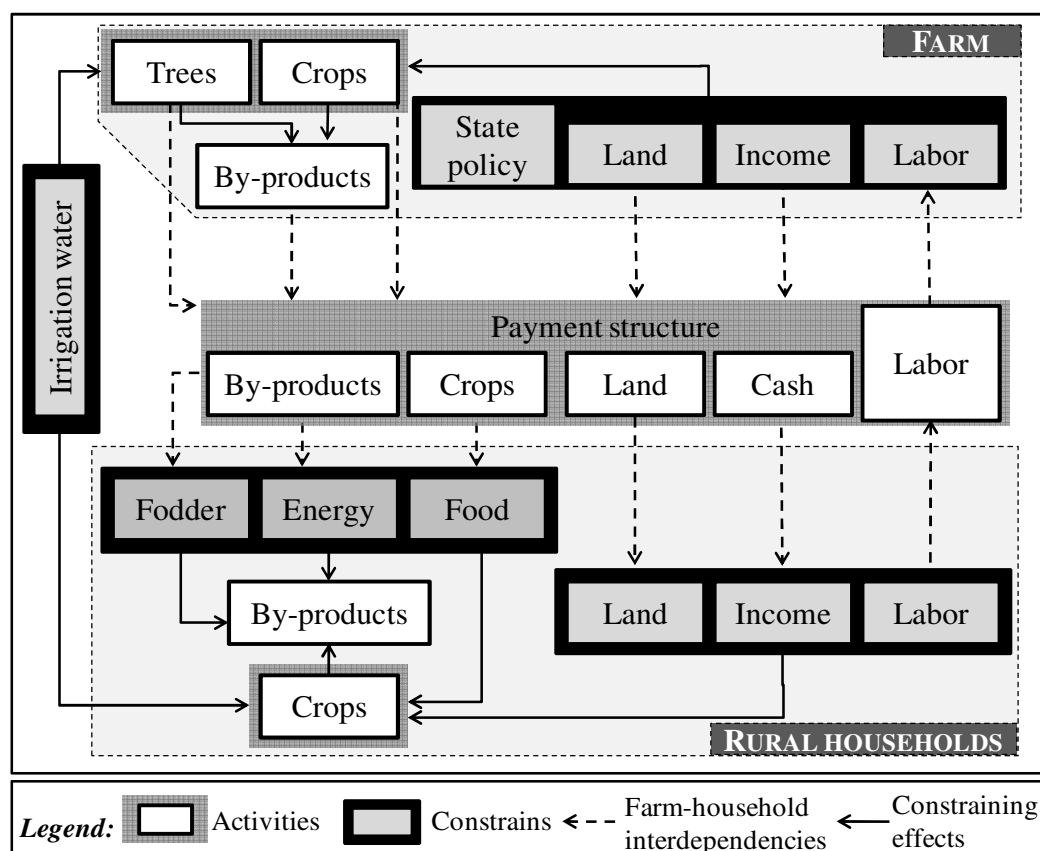 FARM
Trees
Crops
State
policy
Land
Income
Labor
By-products
Irrigation water
Payment structure
By-products
Crops
Land
Cash
Labor
Fodder
Energy
Food
By-products
Land
Income
Labor
Crops
RURAL HOUSEHOLDS
Legend:
Activities
Constrains
Farm-household
interdependencies
Constraining
effects